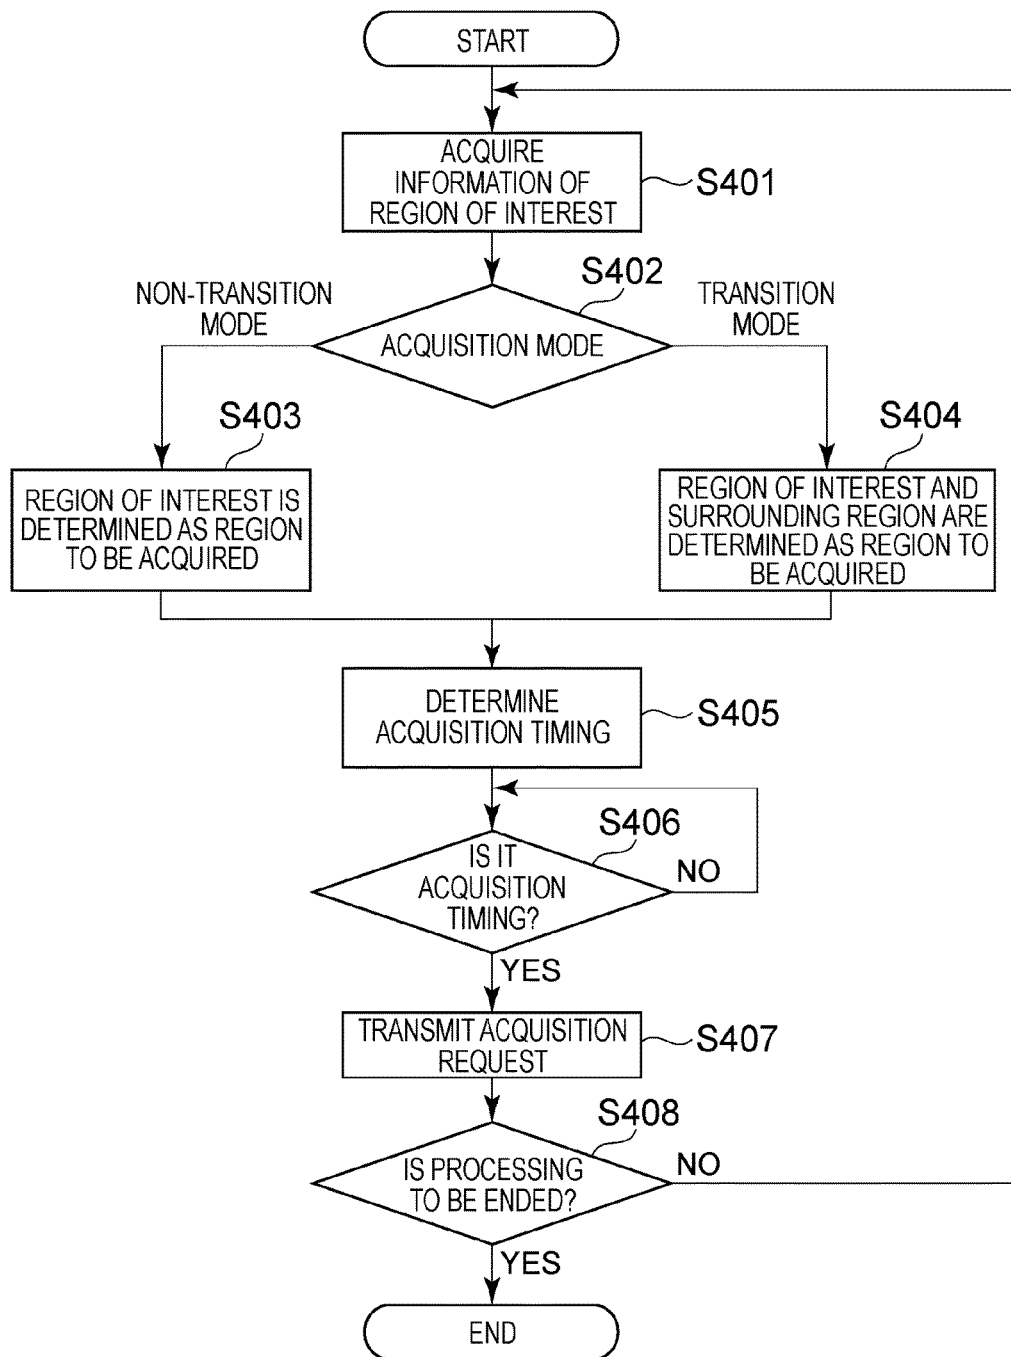 START
ACQUIRE
INFORMATION OF
REGION OF INTEREST
S401
S402
NON-TRANSITION
MODE
ACQUISITION MODE
TRANSITION
MODE
S403
REGION OF INTEREST IS
DETERMINED AS REGION
TO BE ACQUIRED
S404
REGION OF INTEREST AND
SURROUNDING REGION ARE
DETERMINED AS REGION TO
BE ACQUIRED
DETERMINE
ACQUISITION TIMING
S405
S406
IS IT
ACQUISITION
TIMING?
NO
YES
TRANSMIT ACQUISITION
REQUEST
S407
S408
IS PROCESSING
TO BE ENDED?
NO
YES
END